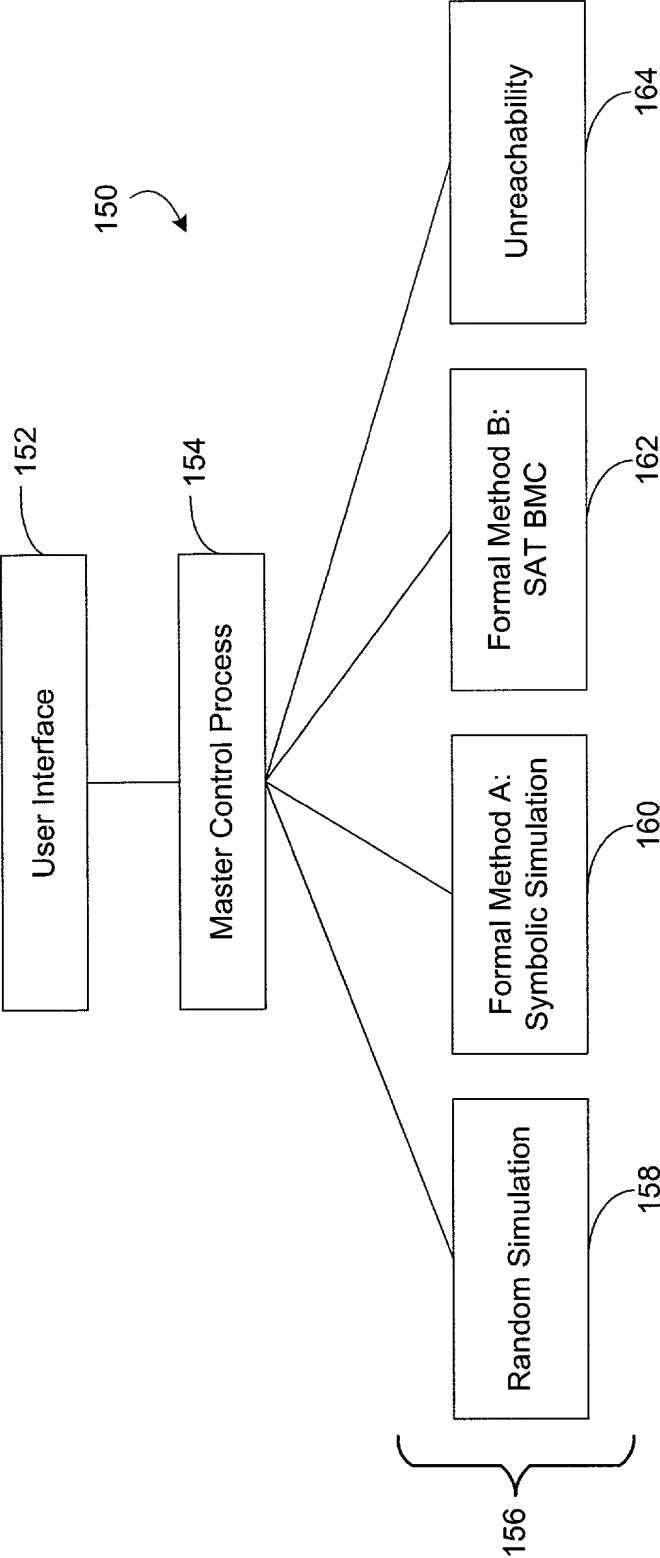 150
User Interface
152
Master Control Process
154
156
Random Simulation
158
Formal Method A:
Symbolic Simulation
160
Formal Method B:
SAT BMC
162
Unreachability
164